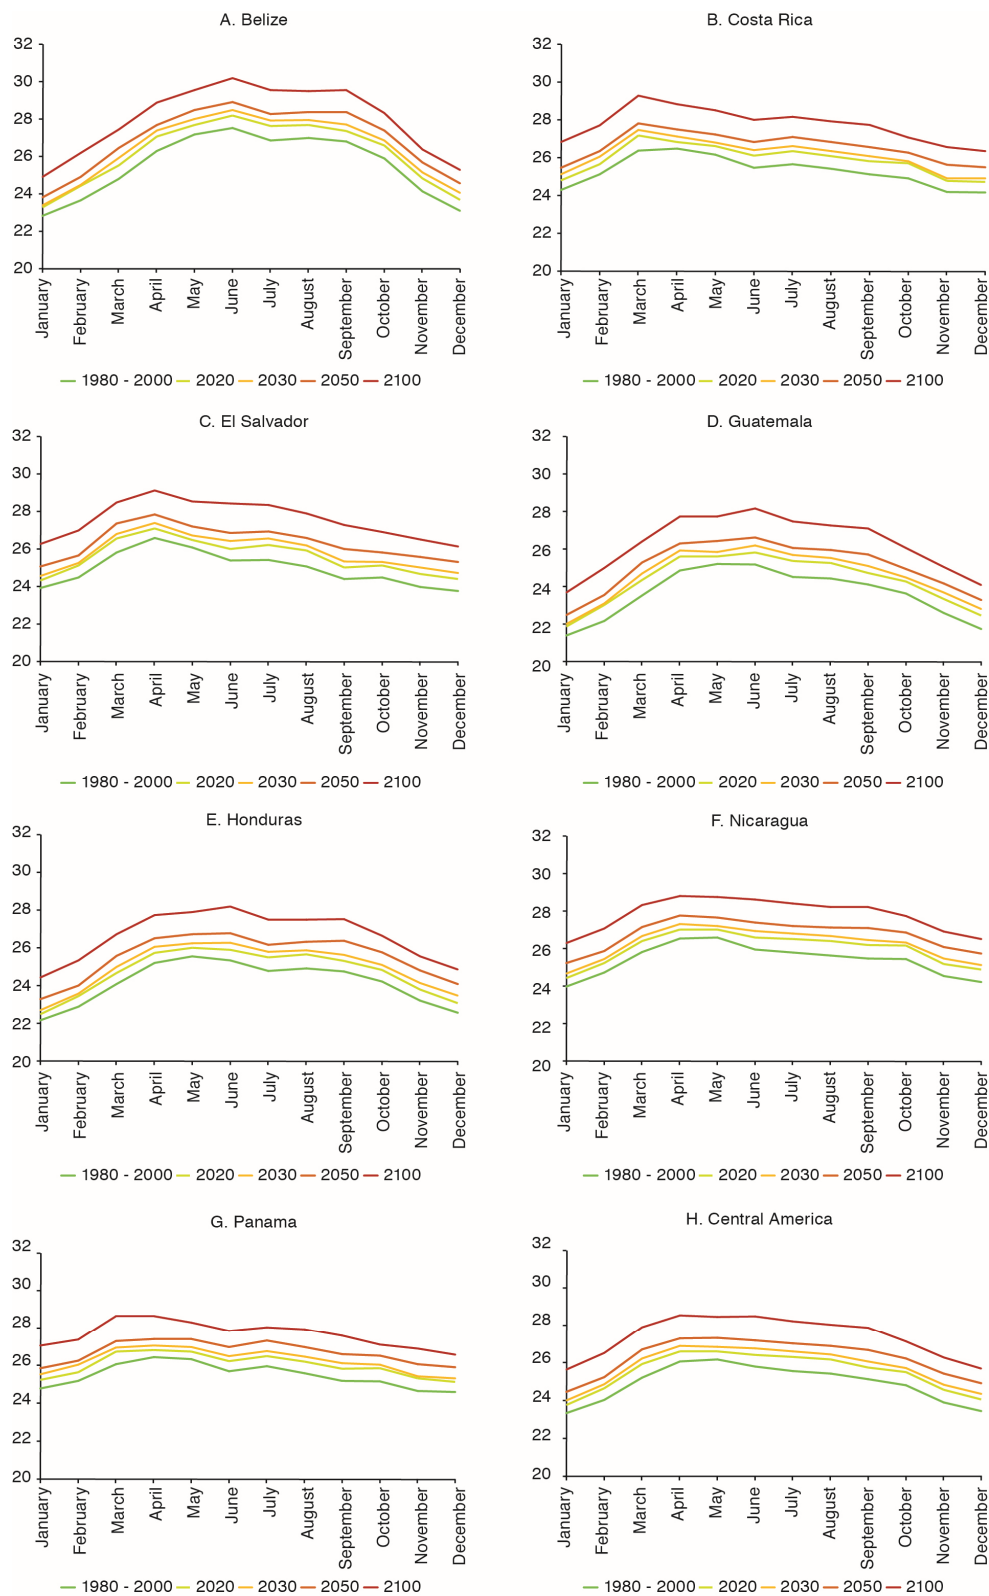 A. Belize
32
30
28
26
24
22
20
January
February
March
April
May
June
July
August
September
October
November
December
1980 - 2000 2020 2030 2050 2100
B. Costa Rica
32
30
28
26
24
22
20
January
February
March
April
May
June
July
August
September
October
November
December
1980 - 2000 2020 2030 2050 2100
C. El Salvador
32
30
28
26
24
22
20
January
February
March
April
May
June
July
August
September
October
November
December
1980 - 2000 2020 2030 2050 2100
D. Guatemala
32
30
28
26
24
22
20
January
February
March
April
May
June
July
August
September
October
November
December
1980 - 2000 2020 2030 2050 2100
E. Honduras
32
30
28
26
24
22
20
January
February
March
April
May
June
July
August
September
October
November
December
1980 - 2000 2020 2030 2050 2100
F. Nicaragua
32
30
28
26
24
22
20
January
February
March
April
May
June
July
August
September
October
November
December
1980 - 2000 2020 2030 2050 2100
G. Panama
32
30
28
26
24
22
20
January
February
March
April
May
June
July
August
September
October
November
December
1980 - 2000 2020 2030 2050 2100
H. Central America
32
30
28
26
24
22
20
January
February
March
April
May
June
July
August
September
October
November
December
1980 - 2000 2020 2030 2050 2100